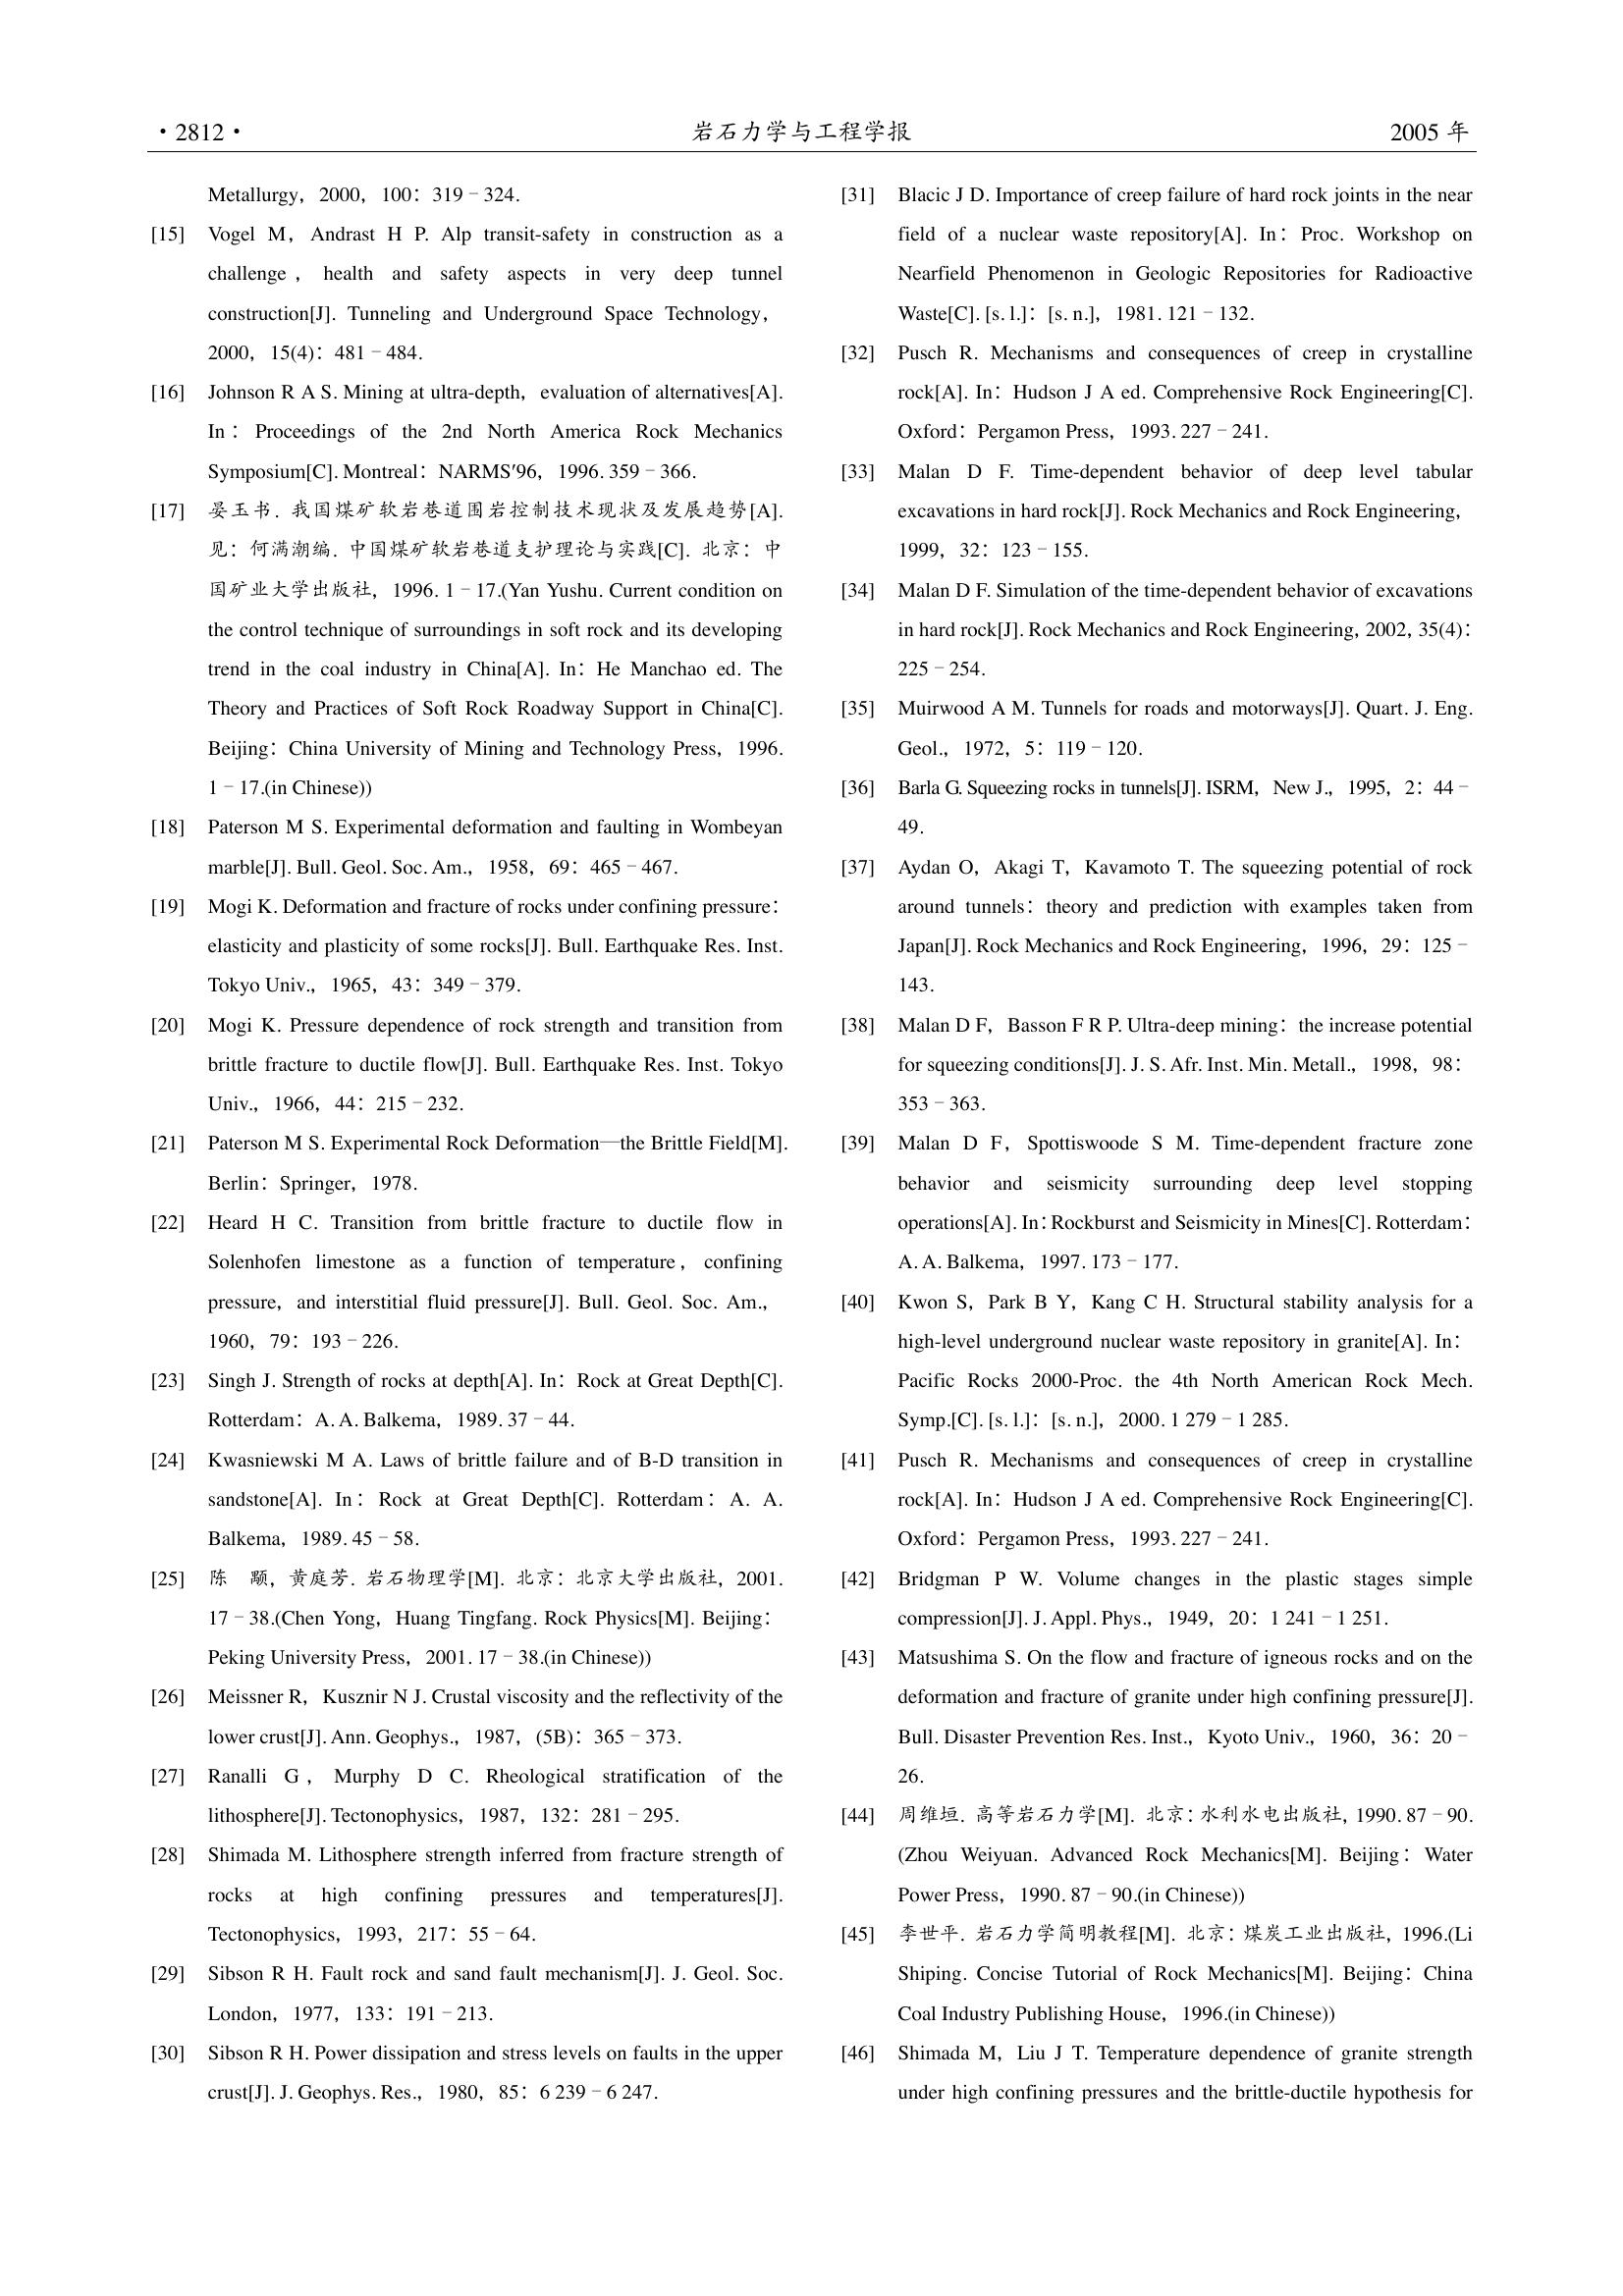 • 2812 • 岩石力学与工程学报 2005 年
Metallurgy，2000，100：319－324.
[15] Vogel M，Andrast H P. Alp transit-safety in construction as a
challenge，health and safety aspects in very deep tunnel
construction[J]. Tunneling and Underground Space Technology，
2000，15(4)：481－484.
[16] Johnson R A S. Mining at ultra-depth，evaluation of alternatives[A].
In：Proceedings of the 2nd North America Rock Mechanics
Symposium[C]. Montreal：NARMS′96，1996. 359－366.
[17] 晏玉书. 我国煤矿软岩巷道围岩控制技术现状及发展趋势[A].
见：何满潮编. 中国煤矿软岩巷道支护理论与实践[C]. 北京：中
国矿业大学出版社，1996. 1－17.(Yan Yushu. Current condition on
the control technique of surroundings in soft rock and its developing
trend in the coal industry in China[A]. In：He Manchao ed. The
Theory and Practices of Soft Rock Roadway Support in China[C].
Beijing：China University of Mining and Technology Press，1996.
1－17.(in Chinese))
[18] Paterson M S. Experimental deformation and faulting in Wombeyan
marble[J]. Bull. Geol. Soc. Am.，1958，69：465－467.
[19] Mogi K. Deformation and fracture of rocks under confining pressure：
elasticity and plasticity of some rocks[J]. Bull. Earthquake Res. Inst.
Tokyo Univ.，1965，43：349－379.
[20] Mogi K. Pressure dependence of rock strength and transition from
brittle fracture to ductile flow[J]. Bull. Earthquake Res. Inst. Tokyo
Univ.，1966，44：215－232.
[21] Paterson M S. Experimental Rock Deformation—the Brittle Field[M].
Berlin：Springer，1978.
[22] Heard H C. Transition from brittle fracture to ductile flow in
Solenhofen limestone as a function of temperature，confining
pressure，and interstitial fluid pressure[J]. Bull. Geol. Soc. Am.，
1960，79：193－226.
[23] Singh J. Strength of rocks at depth[A]. In：Rock at Great Depth[C].
Rotterdam：A. A. Balkema，1989. 37－44.
[24] Kwasniewski M A. Laws of brittle failure and of B-D transition in
sandstone[A]. In：Rock at Great Depth[C]. Rotterdam：A. A.
Balkema，1989. 45－58.
[25] 陈 颙，黄庭芳. 岩石物理学[M]. 北京：北京大学出版社，2001.
17－38.(Chen Yong，Huang Tingfang. Rock Physics[M]. Beijing：
Peking University Press，2001. 17－38.(in Chinese))
[26] Meissner R，Kusznir N J. Crustal viscosity and the reflectivity of the
lower crust[J]. Ann. Geophys.，1987，(5B)：365－373.
[27] Ranalli G，Murphy D C. Rheological stratification of the
lithosphere[J]. Tectonophysics，1987，132：281－295.
[28] Shimada M. Lithosphere strength inferred from fracture strength of
rocks at high confining pressures and temperatures[J].
Tectonophysics，1993，217：55－64.
[29] Sibson R H. Fault rock and sand fault mechanism[J]. J. Geol. Soc.
London，1977，133：191－213.
[30] Sibson R H. Power dissipation and stress levels on faults in the upper
crust[J]. J. Geophys. Res.，1980，85：6 239－6 247.
[31] Blacic J D. Importance of creep failure of hard rock joints in the near
field of a nuclear waste repository[A]. In：Proc. Workshop on
Nearfield Phenomenon in Geologic Repositories for Radioactive
Waste[C]. [s. l.]：[s. n.]，1981. 121－132.
[32] Pusch R. Mechanisms and consequences of creep in crystalline
rock[A]. In：Hudson J A ed. Comprehensive Rock Engineering[C].
Oxford：Pergamon Press，1993. 227－241.
[33] Malan D F. Time-dependent behavior of deep level tabular
excavations in hard rock[J]. Rock Mechanics and Rock Engineering，
1999，32：123－155.
[34] Malan D F. Simulation of the time-dependent behavior of excavations
in hard rock[J]. Rock Mechanics and Rock Engineering，2002，35(4)：
225－254.
[35] Muirwood A M. Tunnels for roads and motorways[J]. Quart. J. Eng.
Geol.，1972，5：119－120.
[36] Barla G. Squeezing rocks in tunnels[J]. ISRM，New J.，1995，2：44－
49.
[37] Aydan O，Akagi T，Kavamoto T. The squeezing potential of rock
around tunnels：theory and prediction with examples taken from
Japan[J]. Rock Mechanics and Rock Engineering，1996，29：125－
143.
[38] Malan D F，Basson F R P. Ultra-deep mining：the increase potential
for squeezing conditions[J]. J. S. Afr. Inst. Min. Metall.，1998，98：
353－363.
[39] Malan D F，Spottiswoode S M. Time-dependent fracture zone
behavior and seismicity surrounding deep level stopping
operations[A]. In：Rockburst and Seismicity in Mines[C]. Rotterdam：
A. A. Balkema，1997. 173－177.
[40] Kwon S，Park B Y，Kang C H. Structural stability analysis for a
high-level underground nuclear waste repository in granite[A]. In：
Pacific Rocks 2000-Proc. the 4th North American Rock Mech.
Symp.[C]. [s. l.]：[s. n.]，2000. 1 279－1 285.
[41] Pusch R. Mechanisms and consequences of creep in crystalline
rock[A]. In：Hudson J A ed. Comprehensive Rock Engineering[C].
Oxford：Pergamon Press，1993. 227－241.
[42] Bridgman P W. Volume changes in the plastic stages simple
compression[J]. J. Appl. Phys.，1949，20：1 241－1 251.
[43] Matsushima S. On the flow and fracture of igneous rocks and on the
deformation and fracture of granite under high confining pressure[J].
Bull. Disaster Prevention Res. Inst.，Kyoto Univ.，1960，36：20－
26.
[44] 周维垣. 高等岩石力学[M]. 北京：水利水电出版社，1990. 87－90.
(Zhou Weiyuan. Advanced Rock Mechanics[M]. Beijing：Water
Power Press，1990. 87－90.(in Chinese))
[45] 李世平. 岩石力学简明教程[M]. 北京：煤炭工业出版社，1996.(Li
Shiping. Concise Tutorial of Rock Mechanics[M]. Beijing：China
Coal Industry Publishing House，1996.(in Chinese))
[46] Shimada M，Liu J T. Temperature dependence of granite strength
under high confining pressures and the brittle-ductile hypothesis for